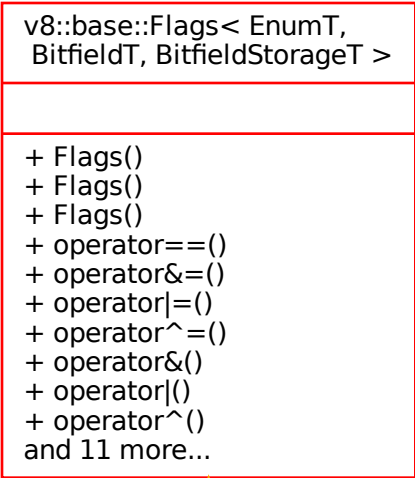 v8::base::Flags< EnumT,
BitfieldT, BitfieldStorageT >
+ Flags()
+ Flags()
+ Flags()
+ operator==()
+ operator&=()
+ operator|=()
+ operator^=()
+ operator&()
+ operator|()
+ operator^()
and 11 more...